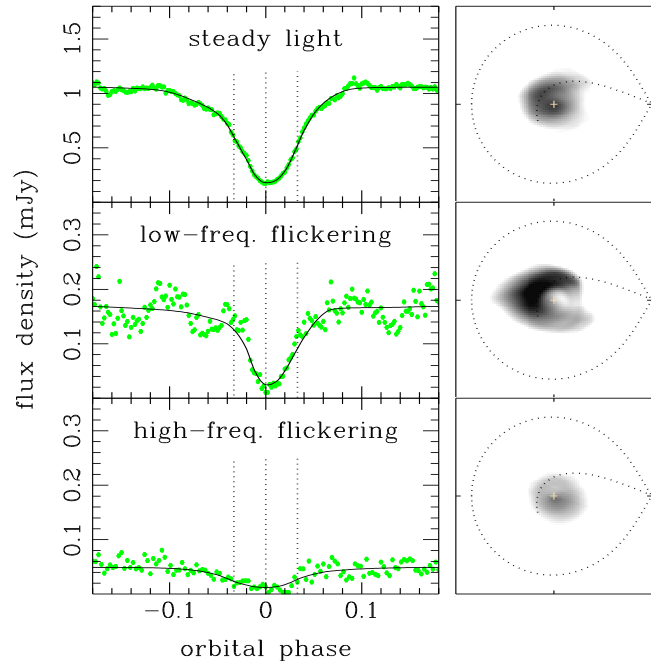 steady light
1.5
1
0.5
low−freq. flickering
0.3
0.2
0.1
high−freq. flickering
0.3
0.2
0.1
flux density (mJy)
−0.1 0 0.1
orbital phase